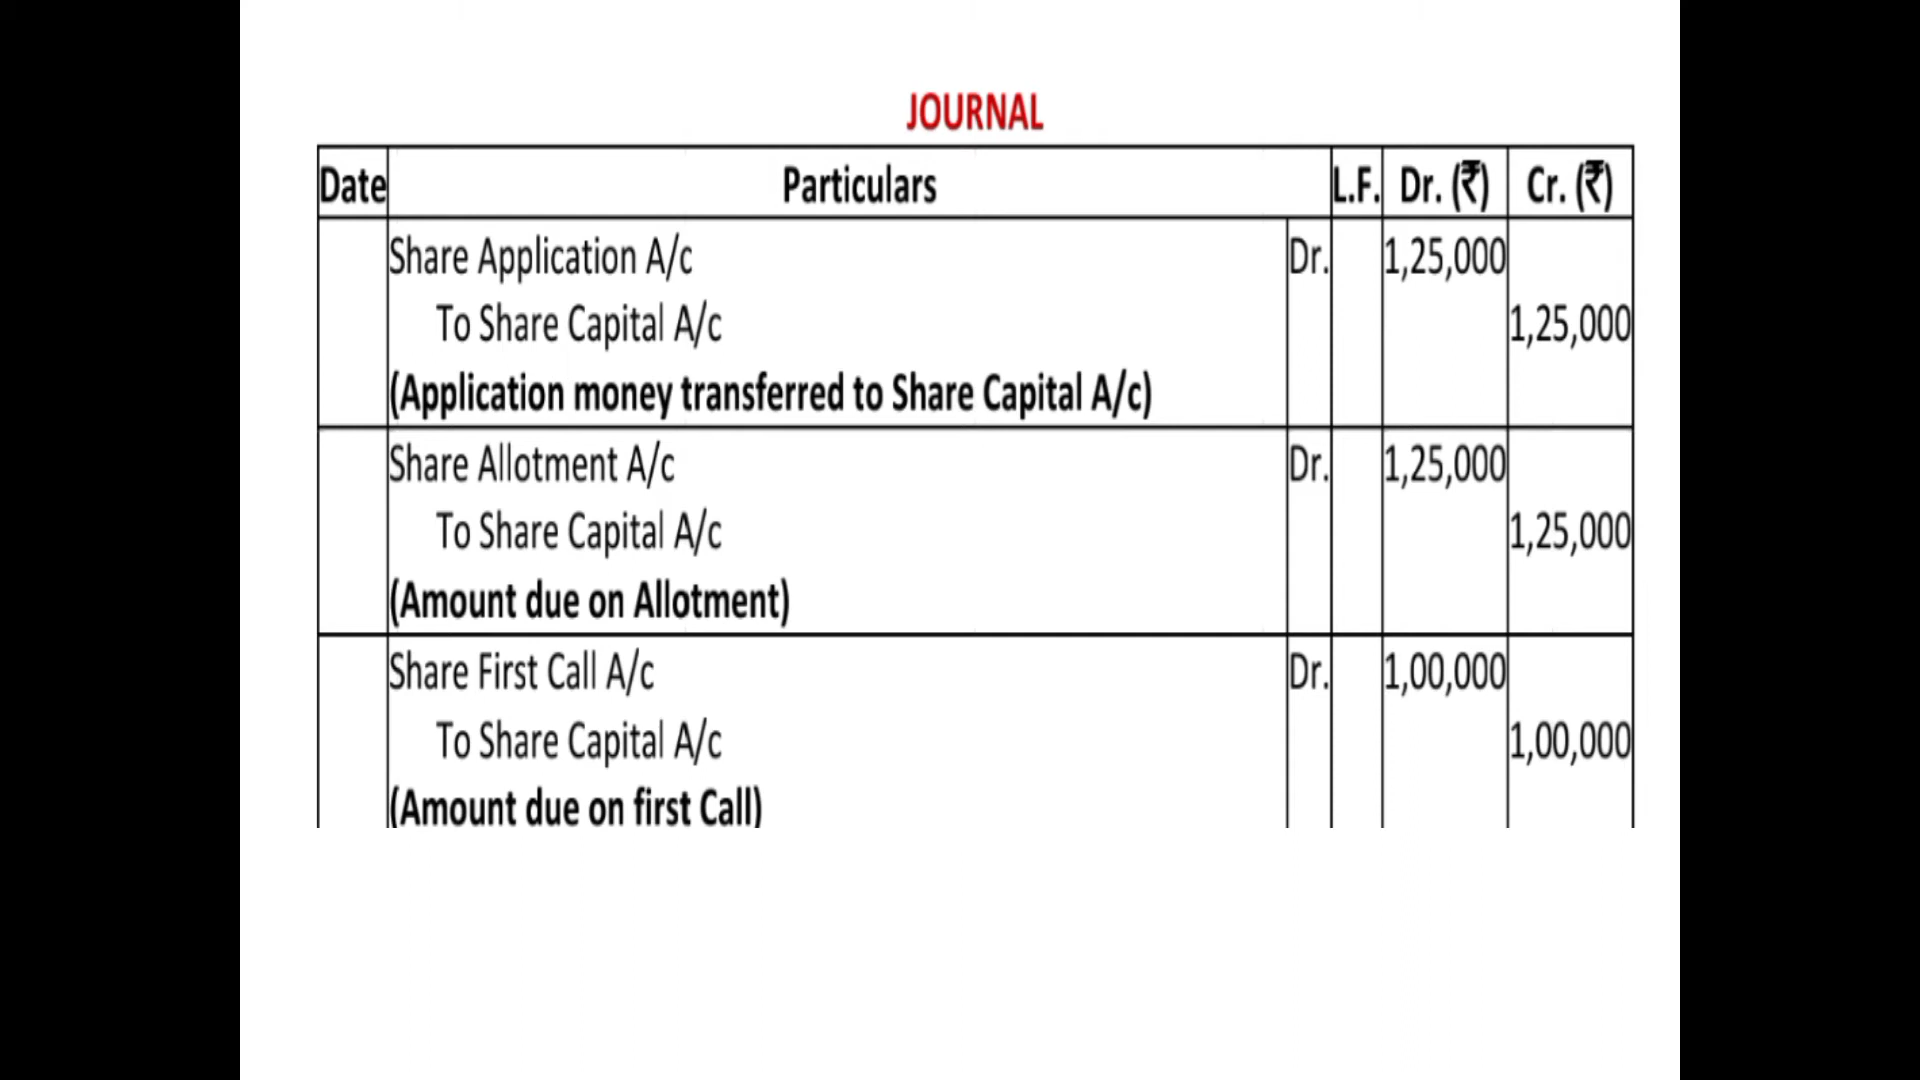 JOURNAL
Date Particulars L.F. Dr. (₹) Cr. (₹)
Share Application A/c Dr. 1,25,000
To Share Capital A/c 1,25,000
(Application money transferred to Share Capital A/c)
Share Allotment A/c Dr. 1,25,000
To Share Capital A/c 1,25,000
(Amount due on Allotment)
Share First Call A/c Dr. 1,00,000
To Share Capital A/c 1,00,000
(Amount due on first Call)